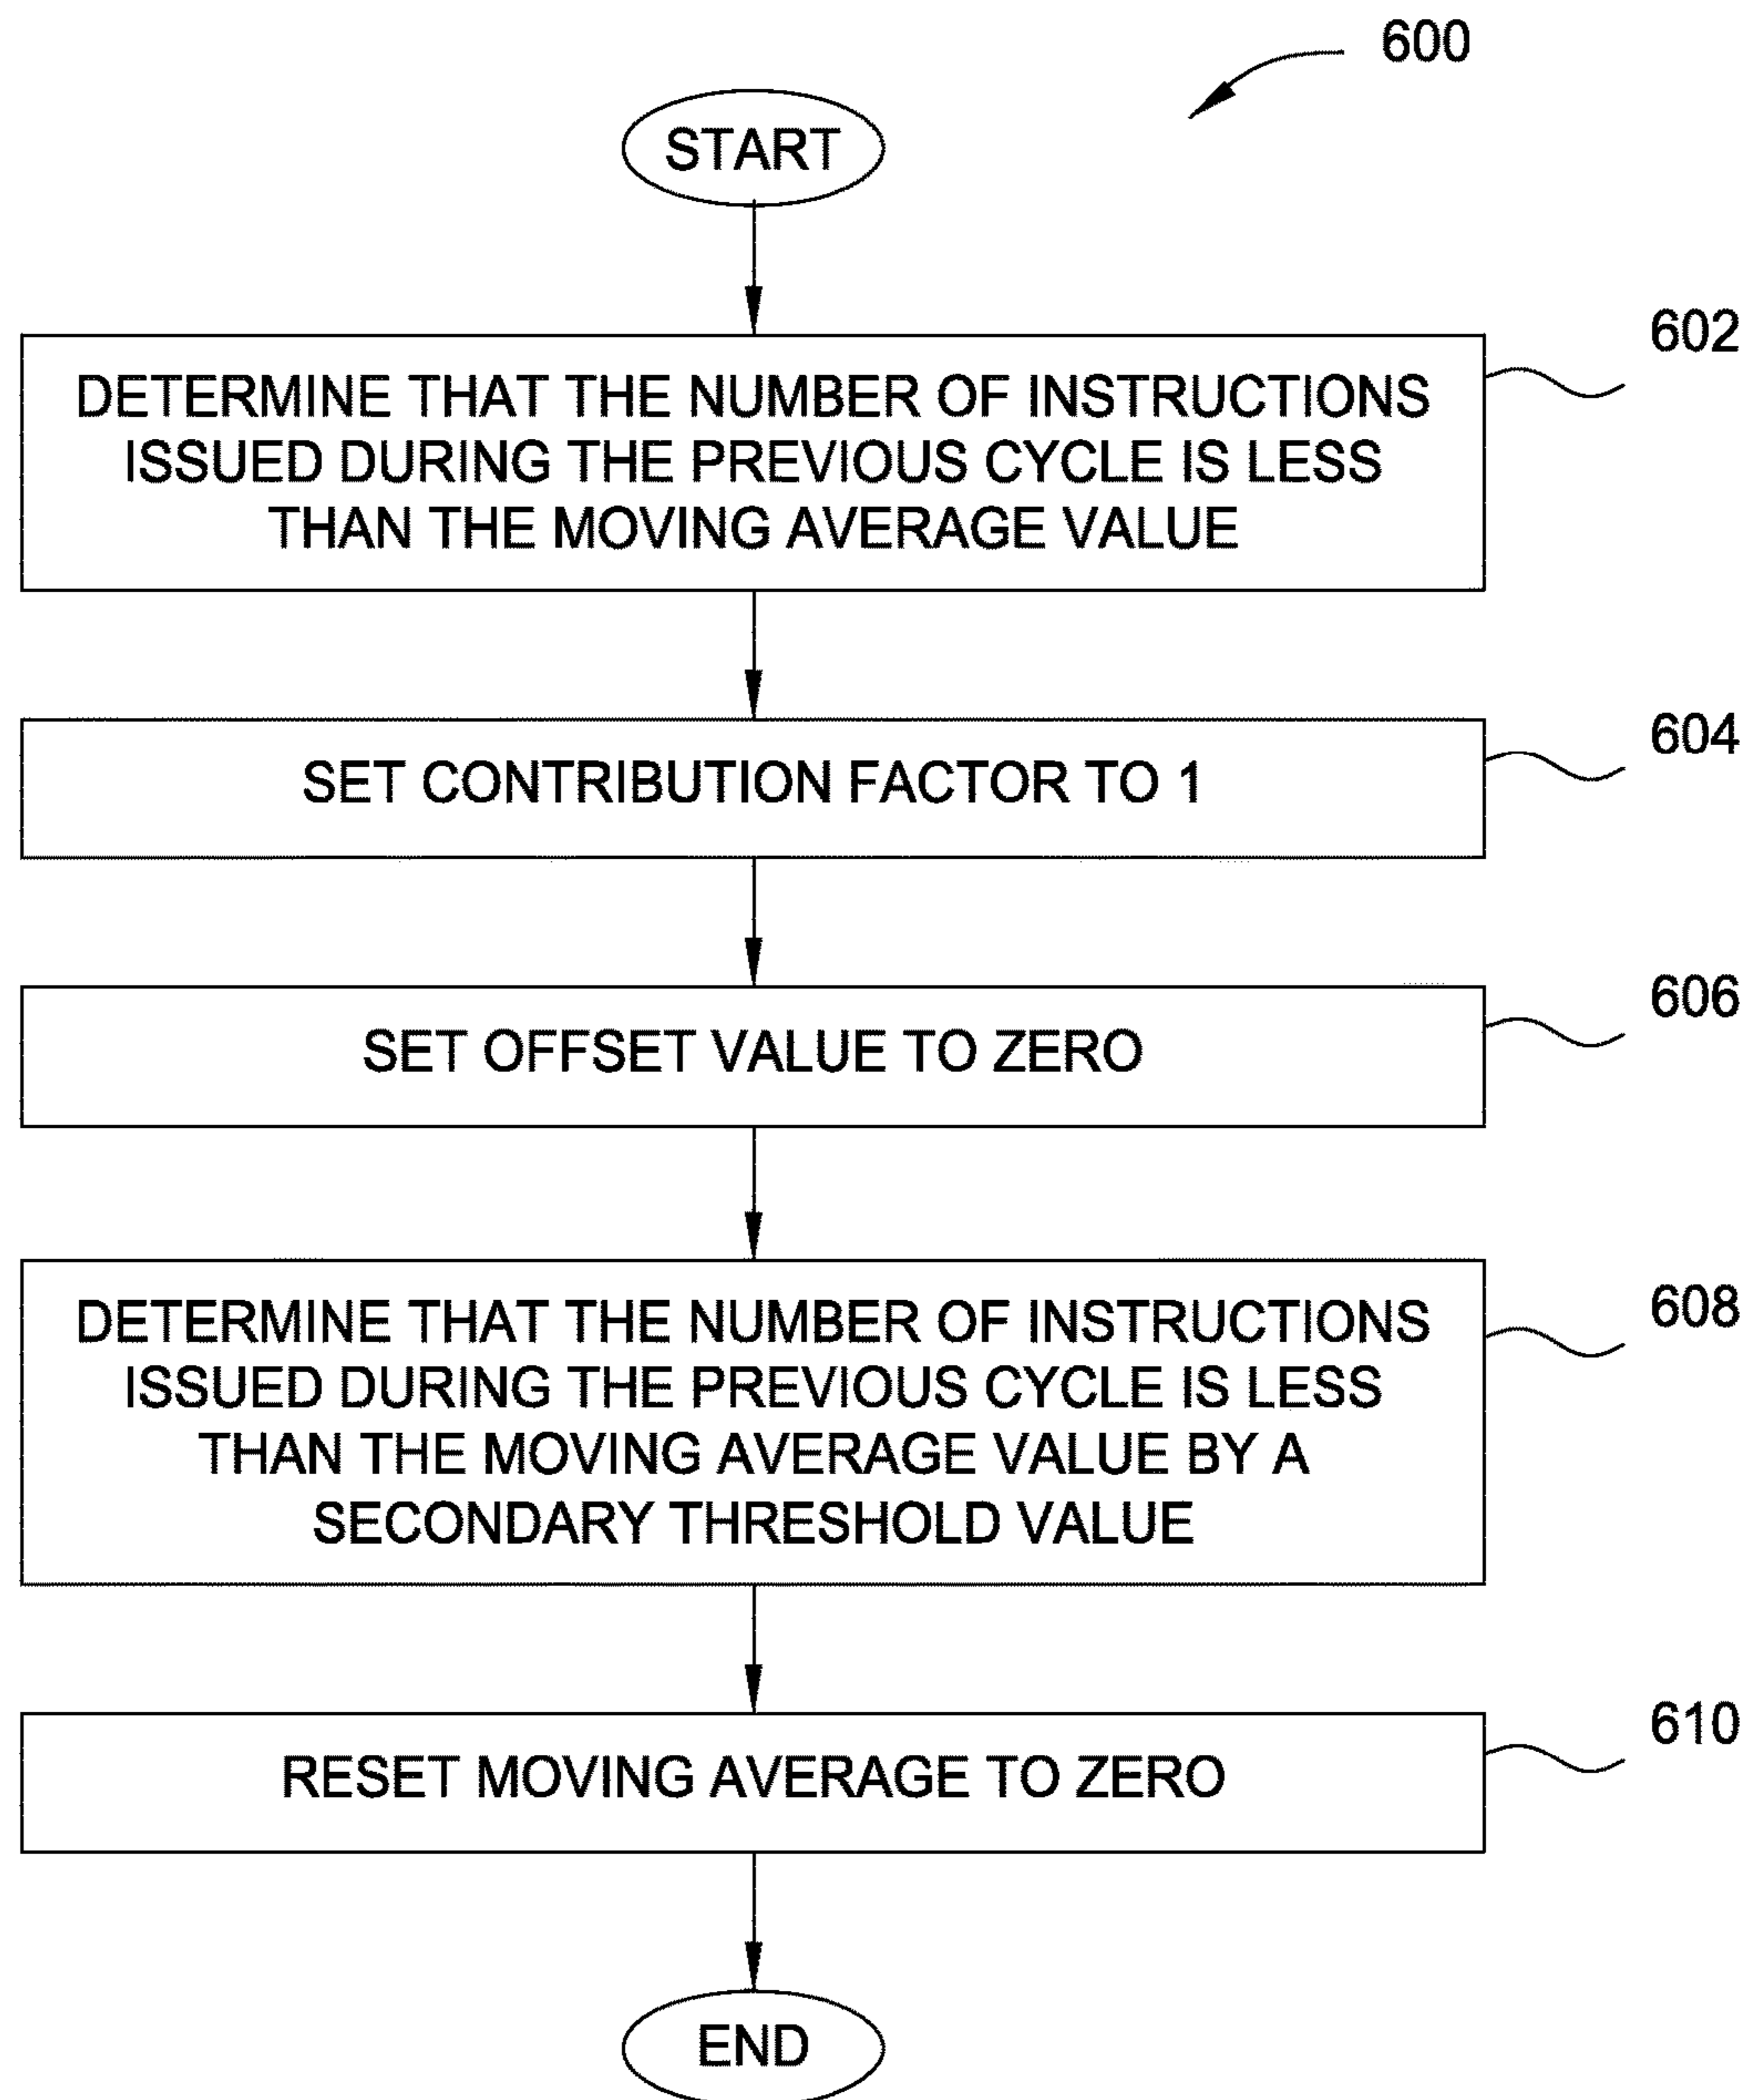 600
START
602
DETERMINE THAT THE NUMBER OF INSTRUCTIONS
ISSUED DURING THE PREVIOUS CYCLE IS LESS
THAN THE MOVING AVERAGE VALUE
604
SET CONTRIBUTION FACTOR TO 1
606
SET OFFSET VALUE TO ZERO
608
DETERMINE THAT THE NUMBER OF INSTRUCTIONS
ISSUED DURING THE PREVIOUS CYCLE IS LESS
THAN THE MOVING AVERAGE VALUE BY A
SECONDARY THRESHOLD VALUE
610
RESET MOVING AVERAGE TO ZERO
END